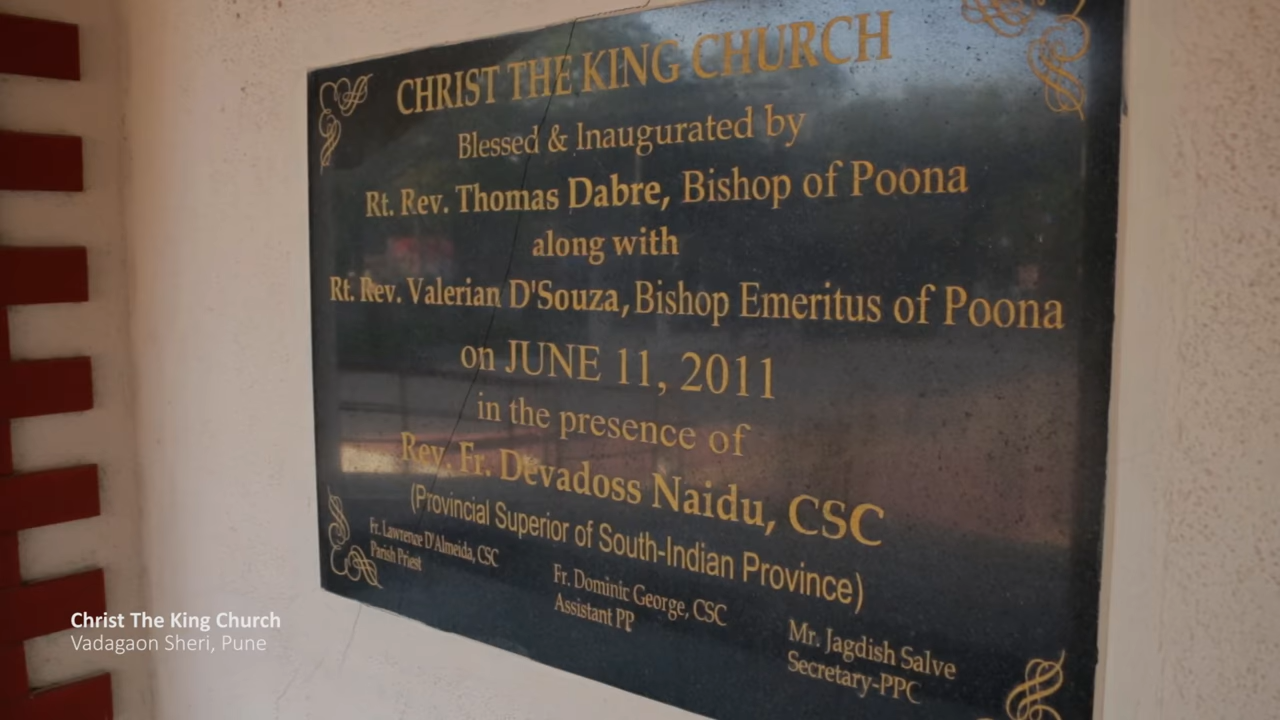 CHRIST THE KING CHURCH
Blessed & Inaugurated by
Rt. Rev. Thomas Dabre, Bishop of Poona
along with
Rt. Rev. Valerian D'Souza, Bishop Emeritus of Poona
on JUNE 11, 2011
in the presence of
Rev. Fr. Devadoss Naidu, CSC
(Provincial Superior of South-Indian Province)
Fr. Lawrence D'Almeida, CSC
Parish Priest
Fr. Dominic George, CSC
Assistant PP
Mr. Jagdish Salve
Secretary-PPC
Christ The King Church
Vadagaon Sheri, Pune